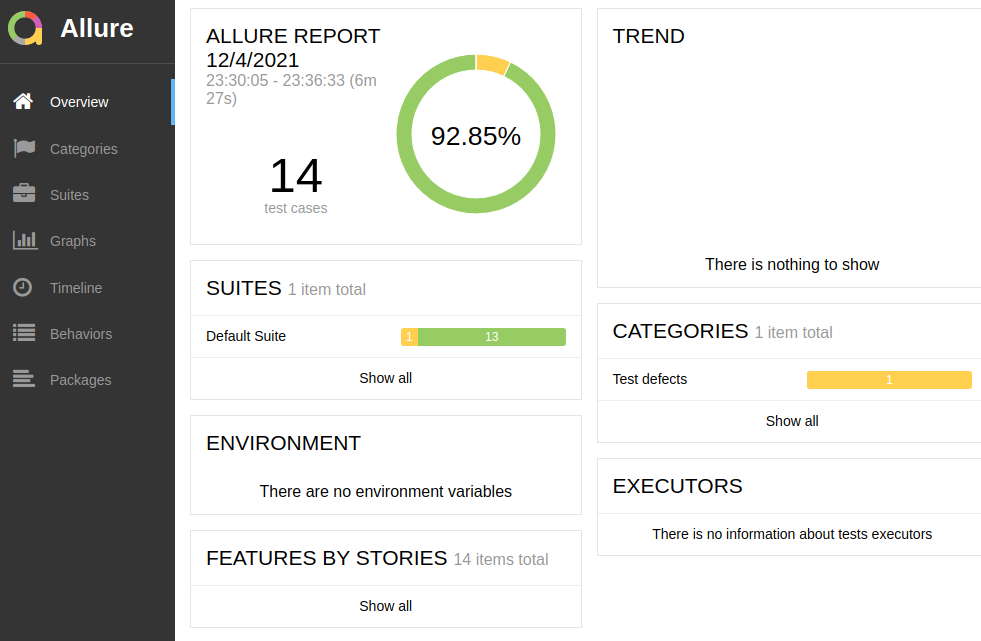 Allure
Overview
Categories
Suites
Graphs
Timeline
Behaviors
Packages
ALLURE REPORT
12/4/2021
23:30:05 - 23:36:33 (6m
27s)
14
test cases
92.85%
SUITES 1 item total
Default Suite 1 13
Show all
ENVIRONMENT
There are no environment variables
FEATURES BY STORIES 14 items total
Show all
TREND
There is nothing to show
CATEGORIES 1 item total
Test defects 1
Show all
EXECUTORS
There is no information about tests executors